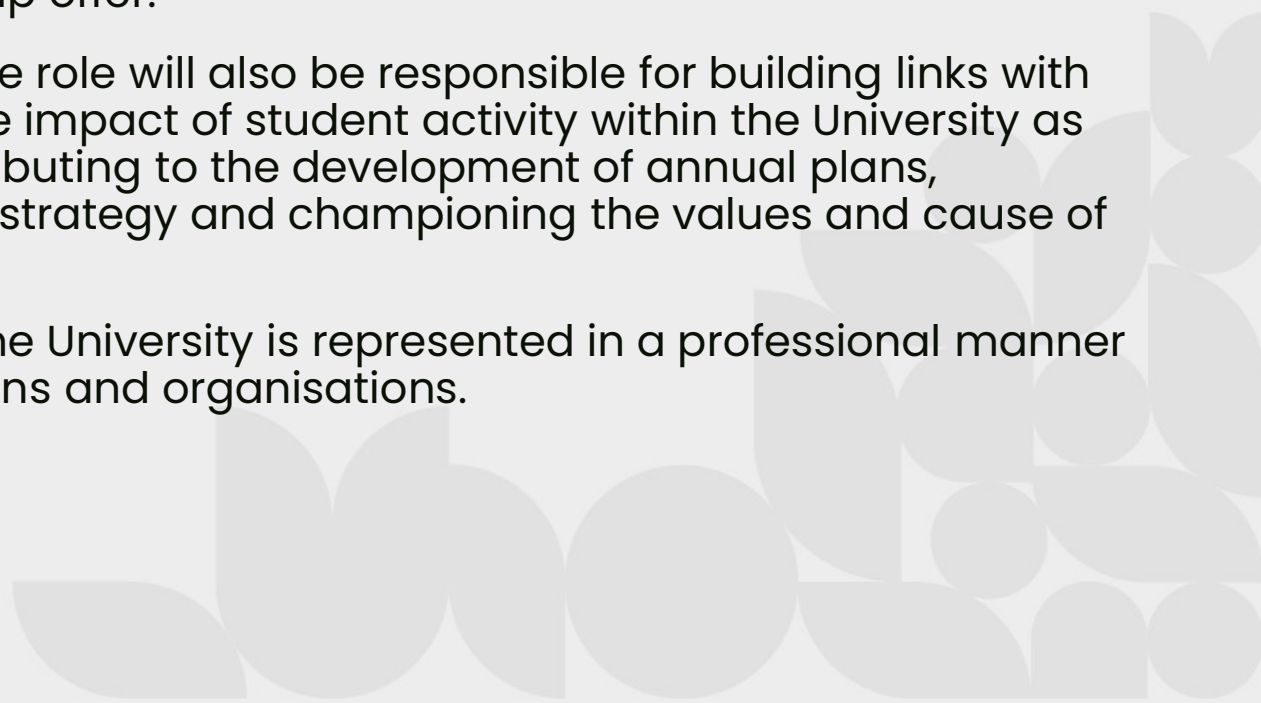 offer.
e role will also be responsible for building links with
e impact of student activity within the University as
buting to the development of annual plans,
strategy and championing the values and cause of
he University is represented in a professional manner
ns and organisations.